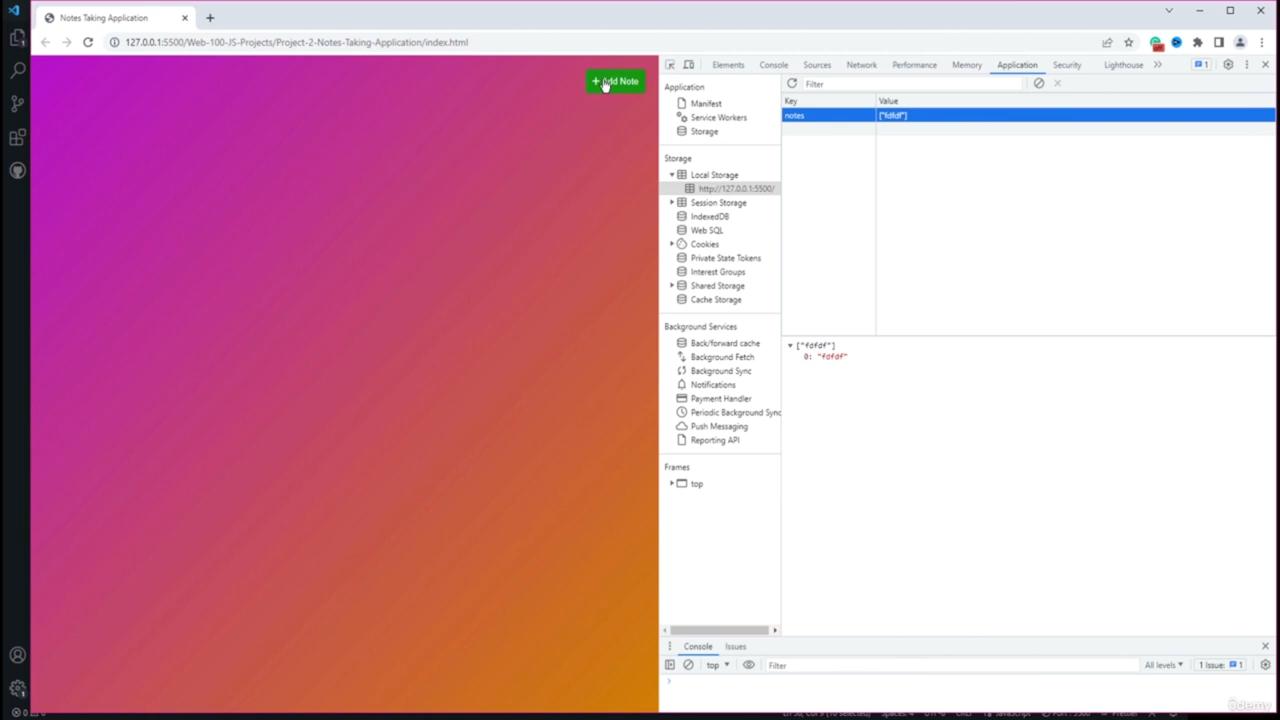 Notes Taking Application
127.0.0.1:5500/Web-100-JS-Projects/Project-2-Notes-Taking-Application/index.html
Add Note
Elements Console Sources Network Performance Memory Application Security Lighthouse 1
Application
Manifest
Service Workers
Storage
Storage
Local Storage
http://127.0.0.1:5500/
Session Storage
IndexedDB
Web SQL
Cookies
Private State Tokens
Interest Groups
Shared Storage
Cache Storage
Background Services
Back/forward cache
Background Fetch
Background Sync
Notifications
Payment Handler
Periodic Background Sync
Push Messaging
Reporting API
Frames
top
Filter
Key Value
notes ["fdfdf"]
["fdfdf"]
0: "fdfdf"
Console Issues
top Filter All levels 1 Issue: 1
ûdemy